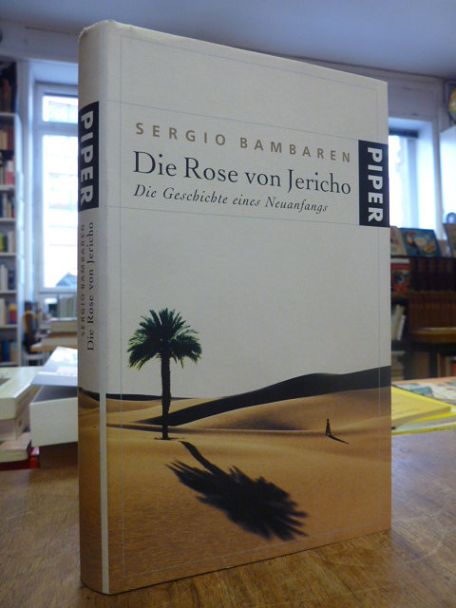 SERGIO BAMBAREN
Die Rose von Jericho
Die Geschichte eines Neuanfangs
PIPER
PIPER
SERGIO BAMBAREN
Die Rose von Jericho